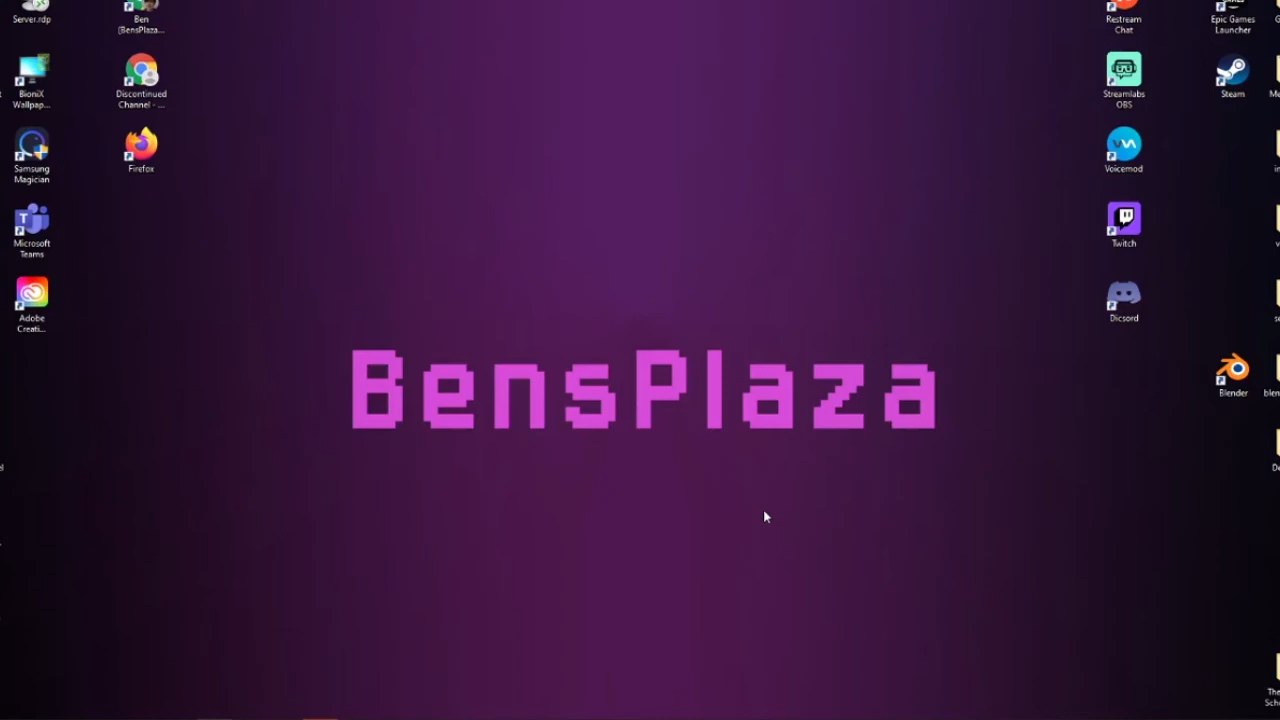 Server.rdp
Ben
[BensPlaza...
BioniX
Wallpap...
Discontinued
Channel - ...
Samsung
Magician
Firefox
Microsoft
Teams
Adobe
Creati...
BensPlaza
Restream
Chat
Epic Games
Launcher
Streamlabs
OBS
Steam
Voicemod
Twitch
Dicsord
Blender